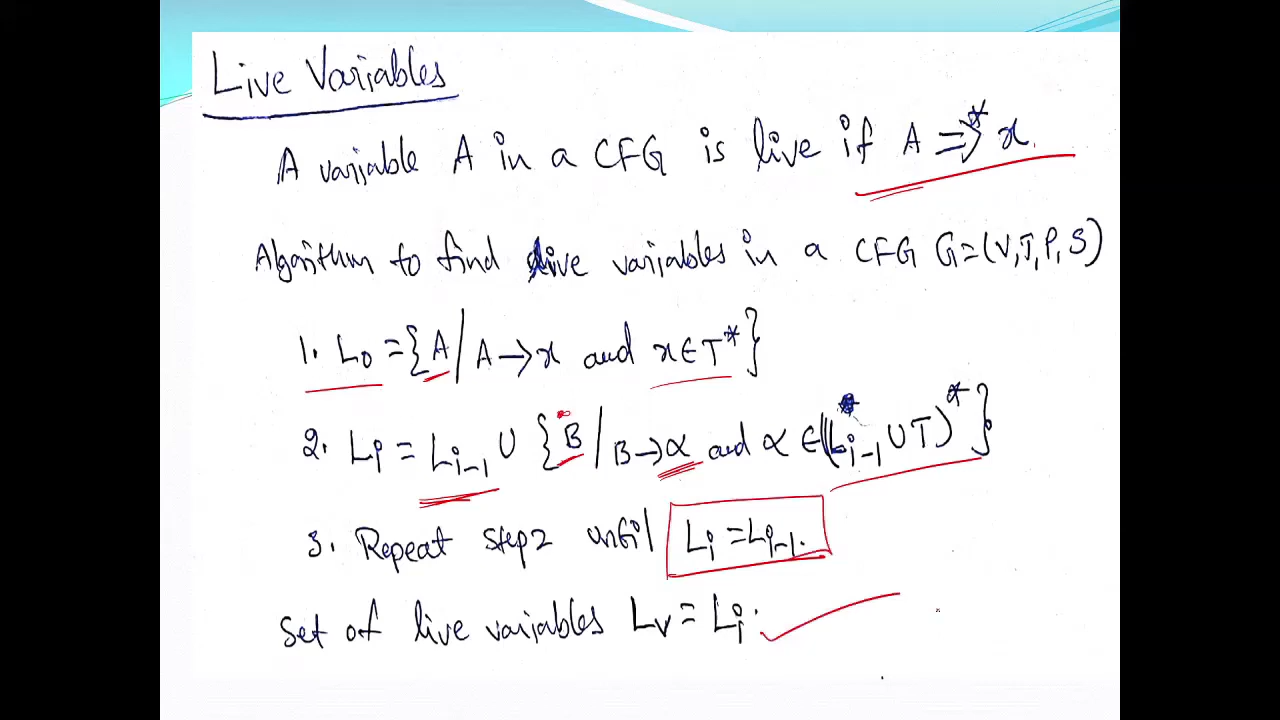 Live Variables
A variable A in a CFG is live if A =>* x.
Algorithm to find live variables in a CFG G=(V,T,P,S)
1. L0 = {A / A → x and x ∈ T*}
2. Li = Li-1 ∪ {B / B → α and α ∈ (Li-1 ∪ T)*}
3. Repeat step 2 until Li = Li-1.
Set of live variables Lv = Li.